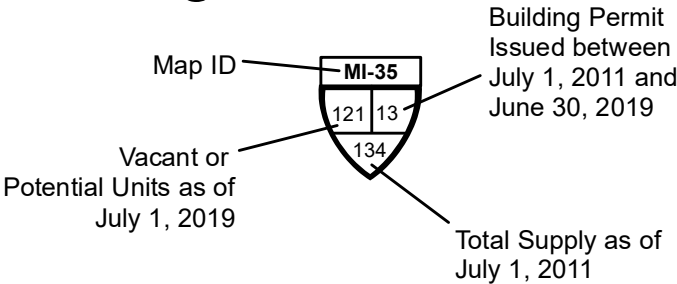 Building Permit
Issued between
July 1, 2011 and
June 30, 2019
Map ID
MI-35
121 13
134
Vacant or
Potential Units as of
July 1, 2019
Total Supply as of
July 1, 2011